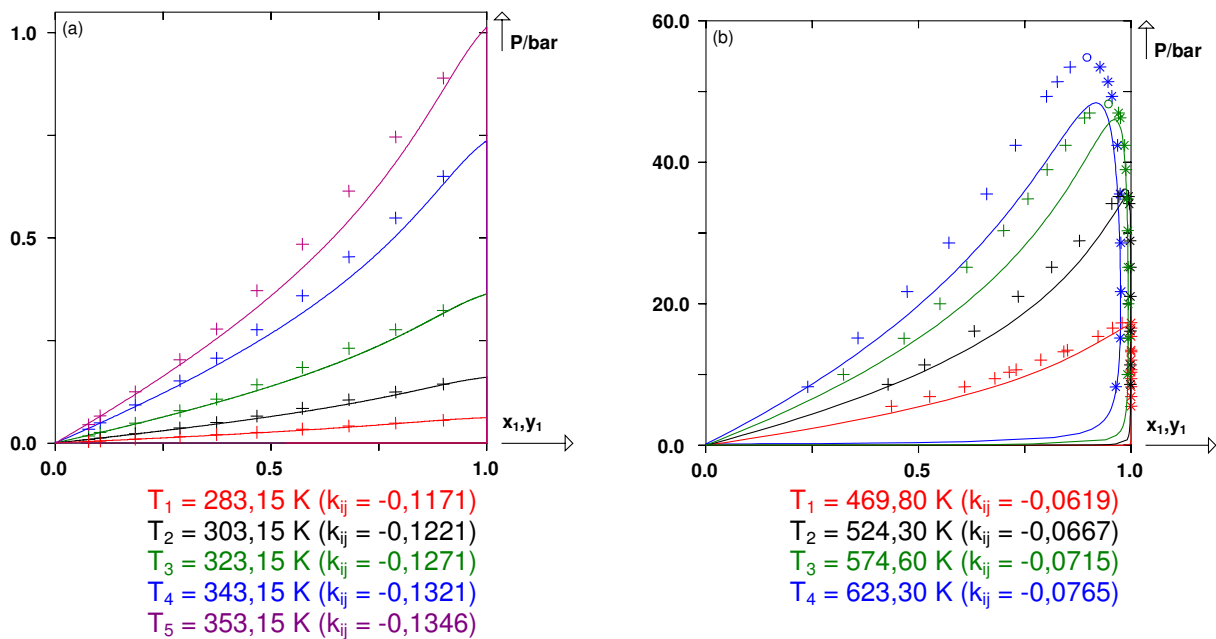 (a)
P/bar
1.0
0.5
0.0
x₁,y₁
0.0 0.5 1.0
T₁ = 283,15 K (kᵢⱼ = -0,1171)
T₂ = 303,15 K (kᵢⱼ = -0,1221)
T₃ = 323,15 K (kᵢⱼ = -0,1271)
T₄ = 343,15 K (kᵢⱼ = -0,1321)
T₅ = 353,15 K (kᵢⱼ = -0,1346)
(b)
P/bar
60.0
40.0
20.0
0.0
x₁,y₁
0.0 0.5 1.0
T₁ = 469,80 K (kᵢⱼ = -0,0619)
T₂ = 524,30 K (kᵢⱼ = -0,0667)
T₃ = 574,60 K (kᵢⱼ = -0,0715)
T₄ = 623,30 K (kᵢⱼ = -0,0765)